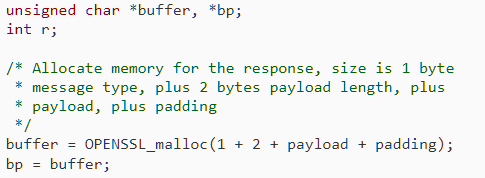 unsigned char *buffer, *bp;
int r;
/* Allocate memory for the response, size is 1 byte
* message type, plus 2 bytes payload length, plus
* payload, plus padding
*/
buffer = OPENSSL_malloc(1 + 2 + payload + padding);
bp = buffer;